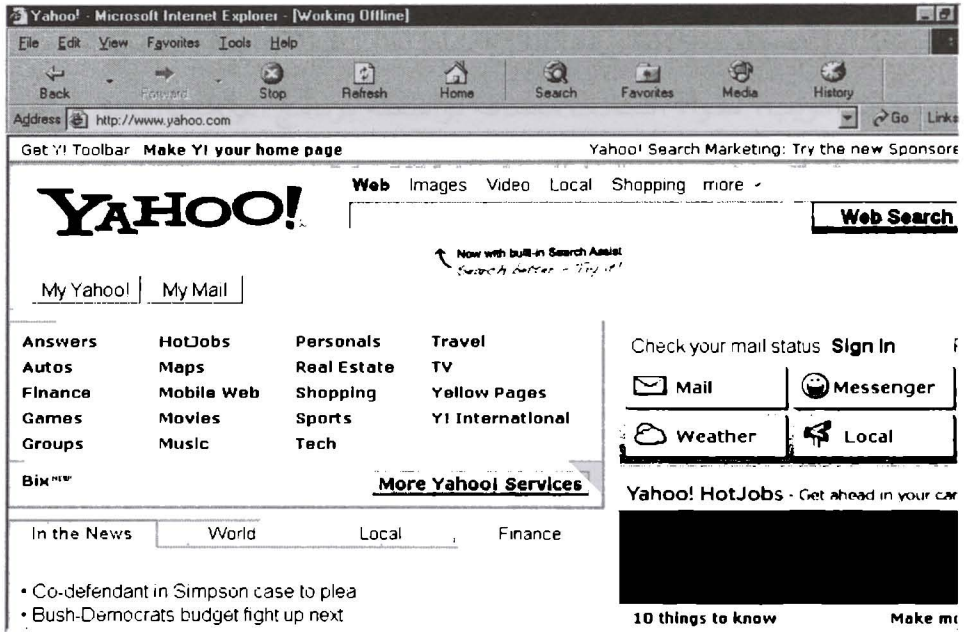 Yahoo! - Microsoft Internet Explorer - [Working Offline]
File Edit View Favorites Tools Help
Back Forward Stop Refresh Home Search Favorites Media History
Address http://www.yahoo.com Go Links
Get Y! Toolbar Make Y! your home page Yahoo! Search Marketing: Try the new Sponsore
YAHOO!
Web Images Video Local Shopping more
Web Search
Now with built-in Search Assist
Search better - Try it!
My Yahoo! My Mail
Answers HotJobs Personals Travel
Autos Maps Real Estate TV
Finance Mobile Web Shopping Yellow Pages
Games Movies Sports Y! International
Groups Music Tech
Bix NEW!
More Yahoo! Services
Check your mail status Sign In
Mail Messenger
Weather Local
Yahoo! HotJobs - Get ahead in your car
10 things to know Make mo
In the News World Local Finance
• Co-defendant in Simpson case to plea
• Bush-Democrats budget fight up next